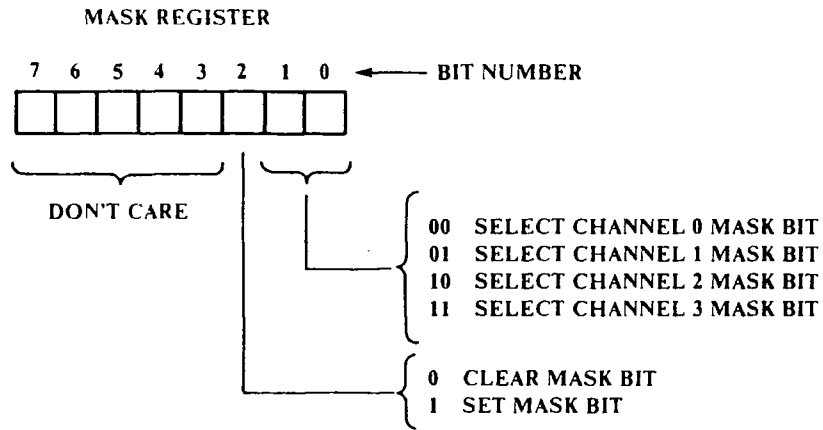 MASK REGISTER
7 6 5 4 3 2 1 0 BIT NUMBER
DON'T CARE
00 SELECT CHANNEL 0 MASK BIT
01 SELECT CHANNEL 1 MASK BIT
10 SELECT CHANNEL 2 MASK BIT
11 SELECT CHANNEL 3 MASK BIT
0 CLEAR MASK BIT
1 SET MASK BIT